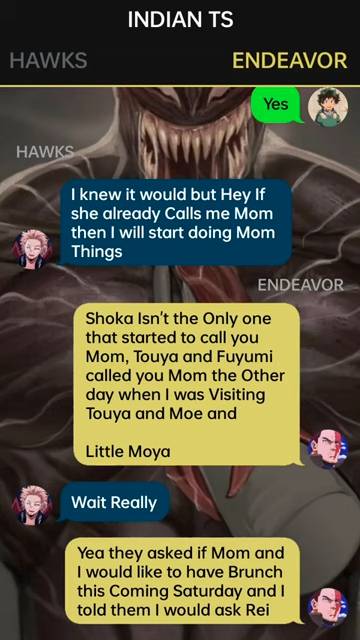 INDIAN TS
HAWKS
ENDEAVOR
Yes
HAWKS
I knew it would but Hey If
she already Calls me Mom
then I will start doing Mom
Things
ENDEAVOR
Shoka Isn't the Only one
that started to call you
Mom, Touya and Fuyumi
called you Mom the Other
day when I was Visiting
Touya and Moe and
Little Moya
Wait Really
Yea they asked if Mom and
I would like to have Brunch
this Coming Saturday and I
told them I would ask Rei